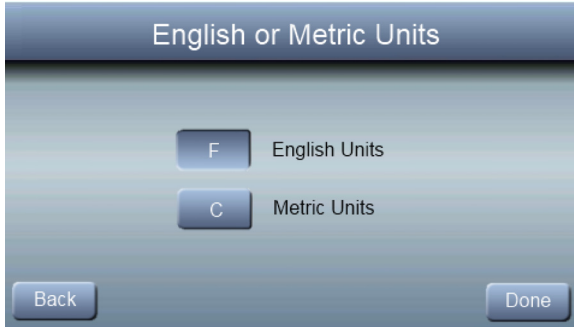 English or Metric Units
F English Units
C Metric Units
Back Done